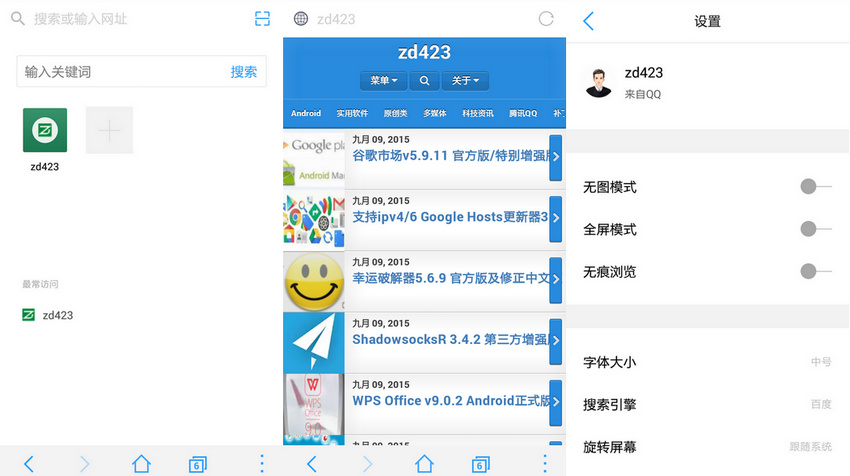 搜索或输入网址
输入关键词
搜索
zd423
最常访问
zd423
6
zd423
zd423
菜单
关于
Android
实用软件
原创类
多媒体
科技资讯
腾讯QQ
补丁
九月 09, 2015
谷歌市场v5.9.11 官方版/特别增强版
九月 09, 2015
支持ipv4/6 Google Hosts更新器3
九月 09, 2015
幸运破解器5.6.9 官方版及修正中文
九月 09, 2015
ShadowsocksR 3.4.2 第三方增强版
九月 09, 2015
WPS Office v9.0.2 Android正式版
九月 09, 2015
Google pl
Android Mar
WPS
Office
6
设置
zd423
来自QQ
无图模式
全屏模式
无痕浏览
字体大小
中号
搜索引擎
百度
旋转屏幕
跟随系统